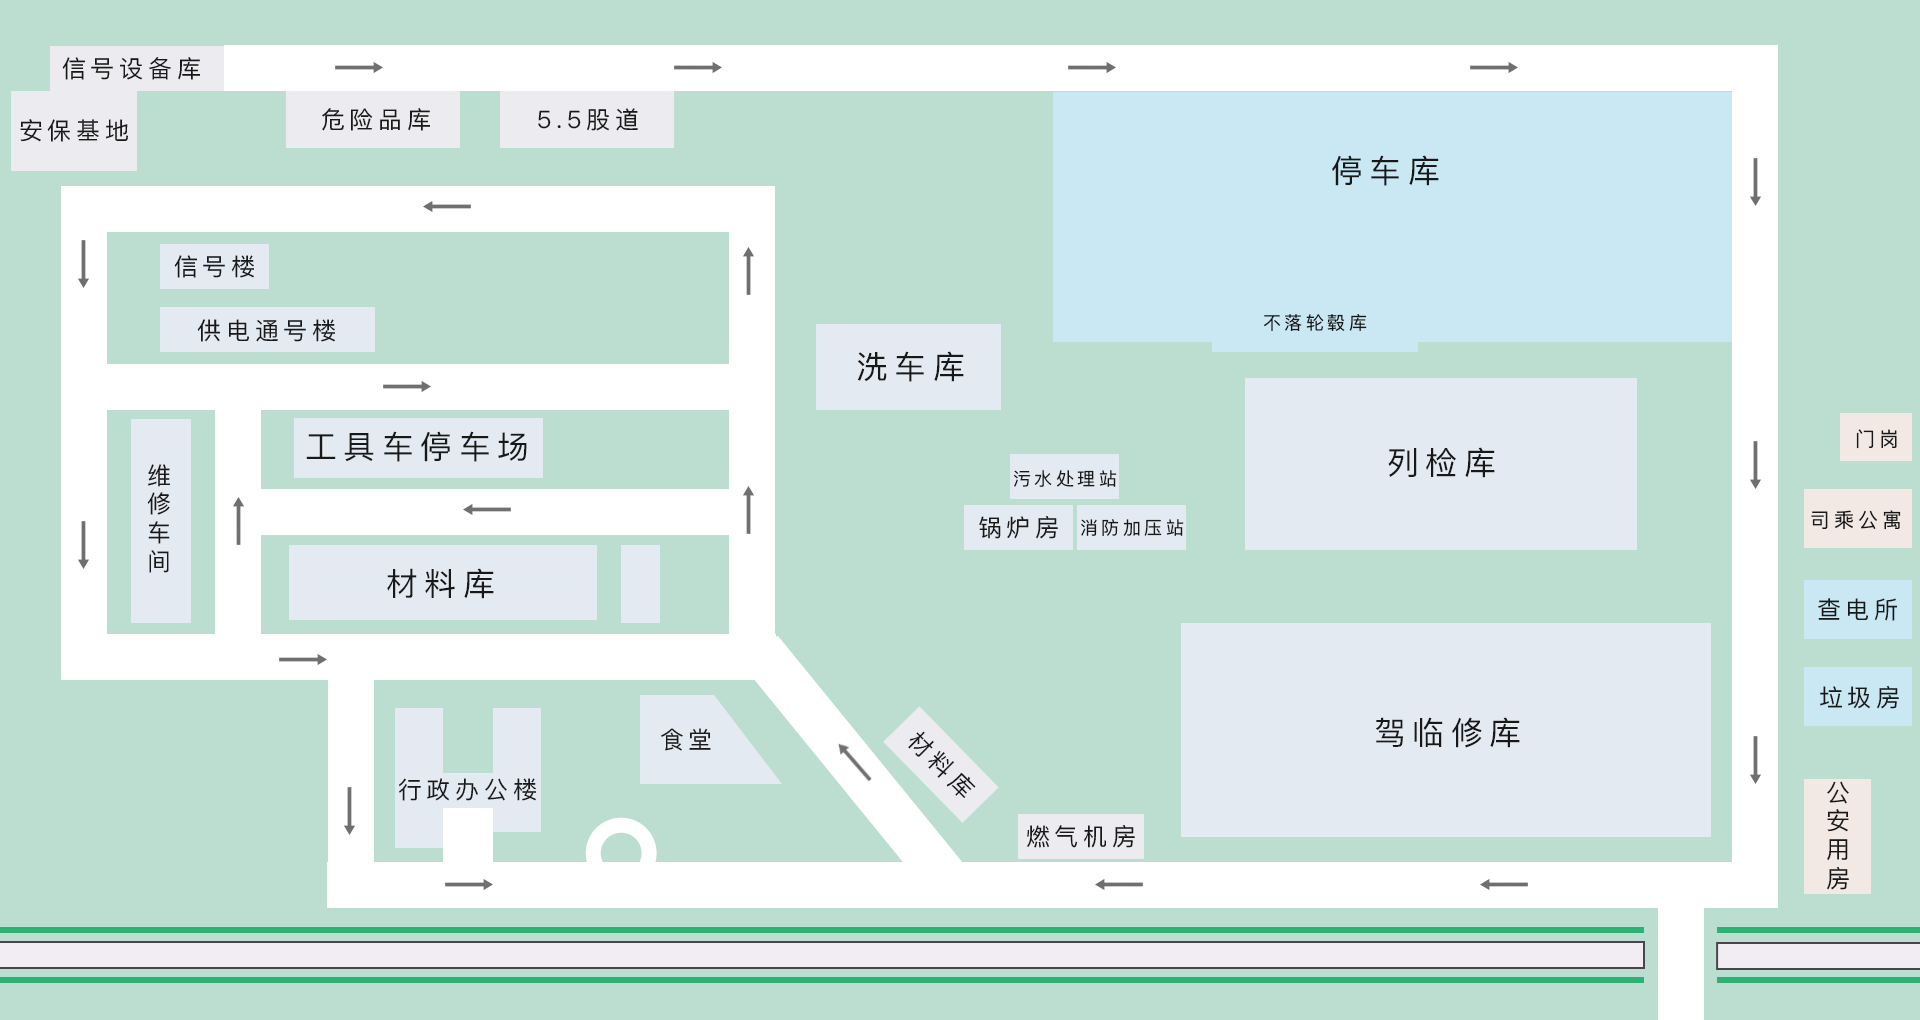 信号设备库
安保基地
危险品库
5.5股道
停车库
信号楼
供电通号楼
不落轮毂库
洗车库
工具车停车场
维修车间
列检库
门岗
污水处理站
锅炉房
消防加压站
司乘公寓
材料库
查电所
垃圾房
驾临修库
食堂
材料库
行政办公楼
燃气机房
公安用房